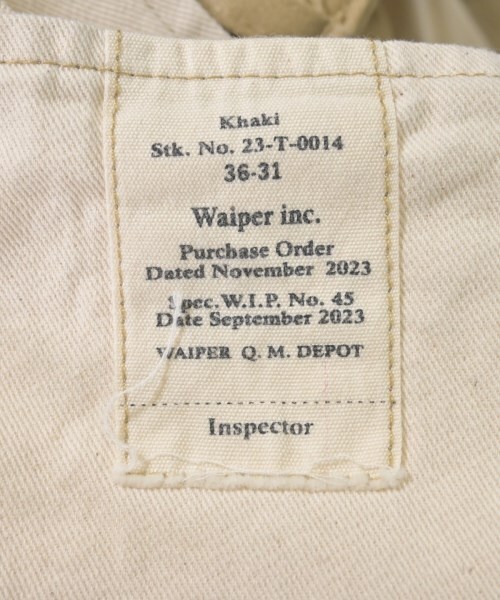 Khaki
Stk. No. 23-T-0014
36-31
Waiper inc.
Purchase Order
Dated November 2023
Spec.W.I.P. No. 45
Date September 2023
WAIPER Q. M. DEPOT
Inspector